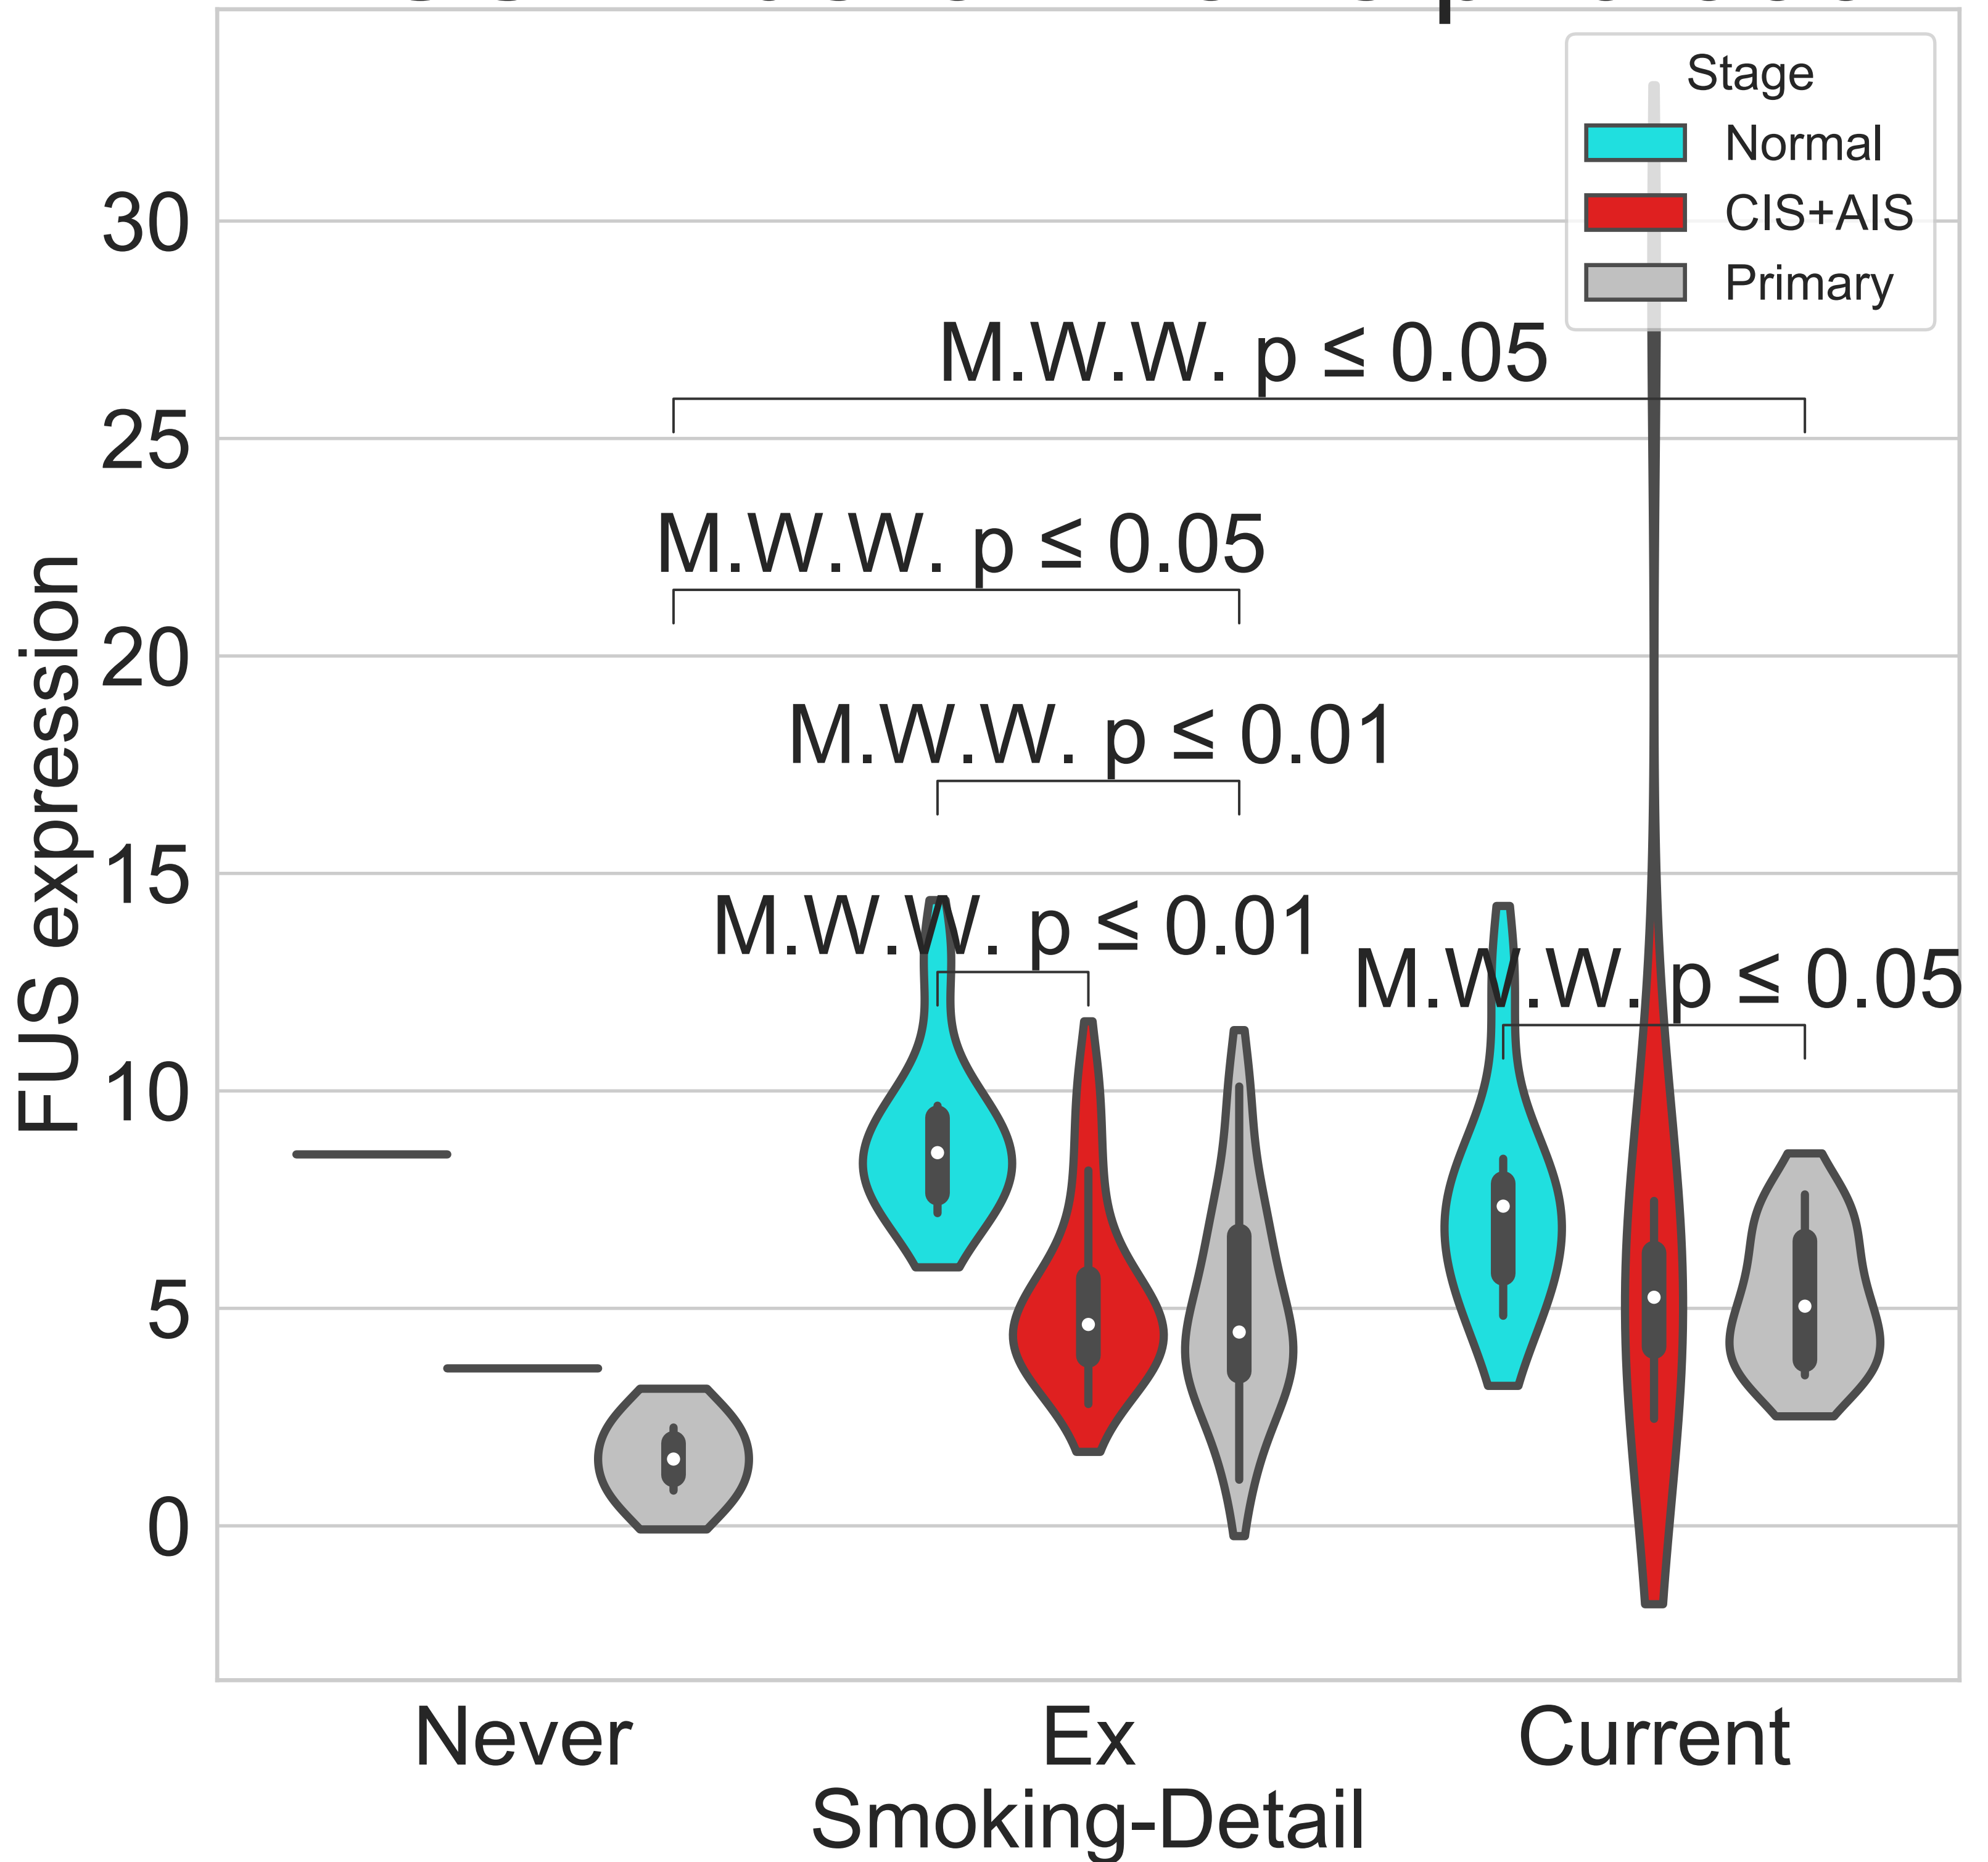 Stage
Normal
CIS+AIS
Primary
30
25
20
15
10
5
0
FUS expression
M.W.W. p ≤ 0.05
M.W.W. p ≤ 0.05
M.W.W. p ≤ 0.01
M.W.W. p ≤ 0.01
M.W.W. p ≤ 0.05
Never
Ex
Current
Smoking-Detail